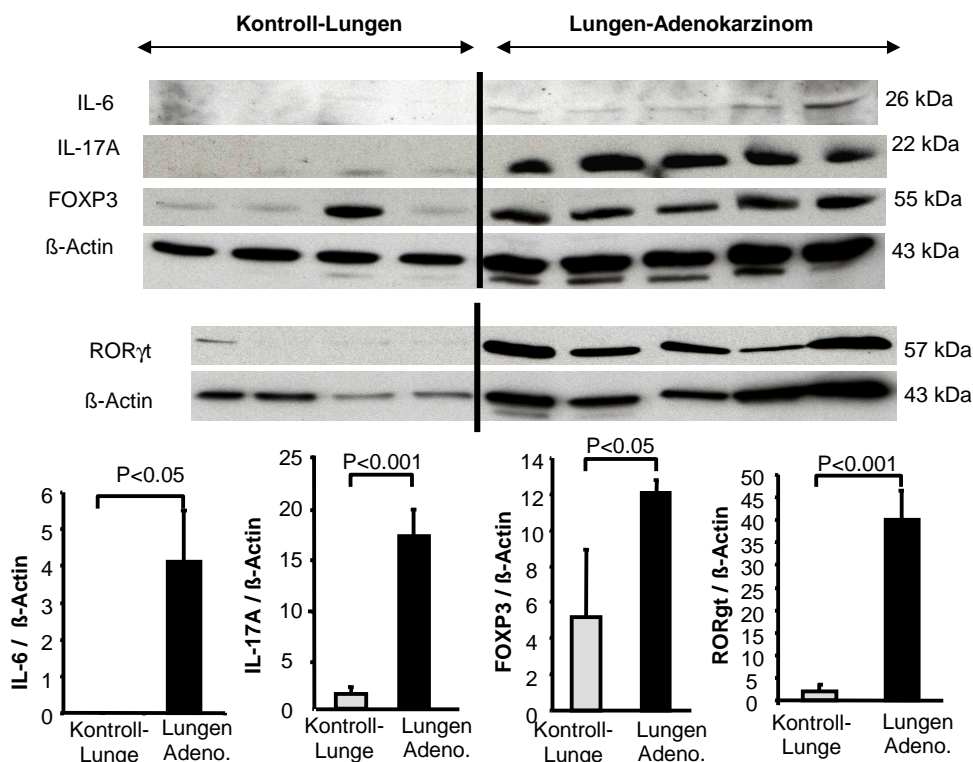 Kontroll-Lungen
Lungen-Adenokarzinom
IL-6
26 kDa
IL-17A
22 kDa
FOXP3
55 kDa
ß-Actin
43 kDa
RORγt
57 kDa
ß-Actin
43 kDa
IL-6 / ß-Actin
6
5
4
3
2
1
0
P<0.05
Kontroll-
Lunge
Lungen
Adeno.
IL-17A / ß-Actin
25
20
15
10
5
0
P<0.001
Kontroll-
Lunge
Lungen
Adeno.
FOXP3 / ß-Actin
14
12
10
8
6
4
2
0
P<0.05
Kontroll-
Lunge
Lungen
Adeno.
RORgt / ß-Actin
50
45
40
35
30
25
20
15
10
5
0
P<0.001
Kontroll-
Lunge
Lungen
Adeno.